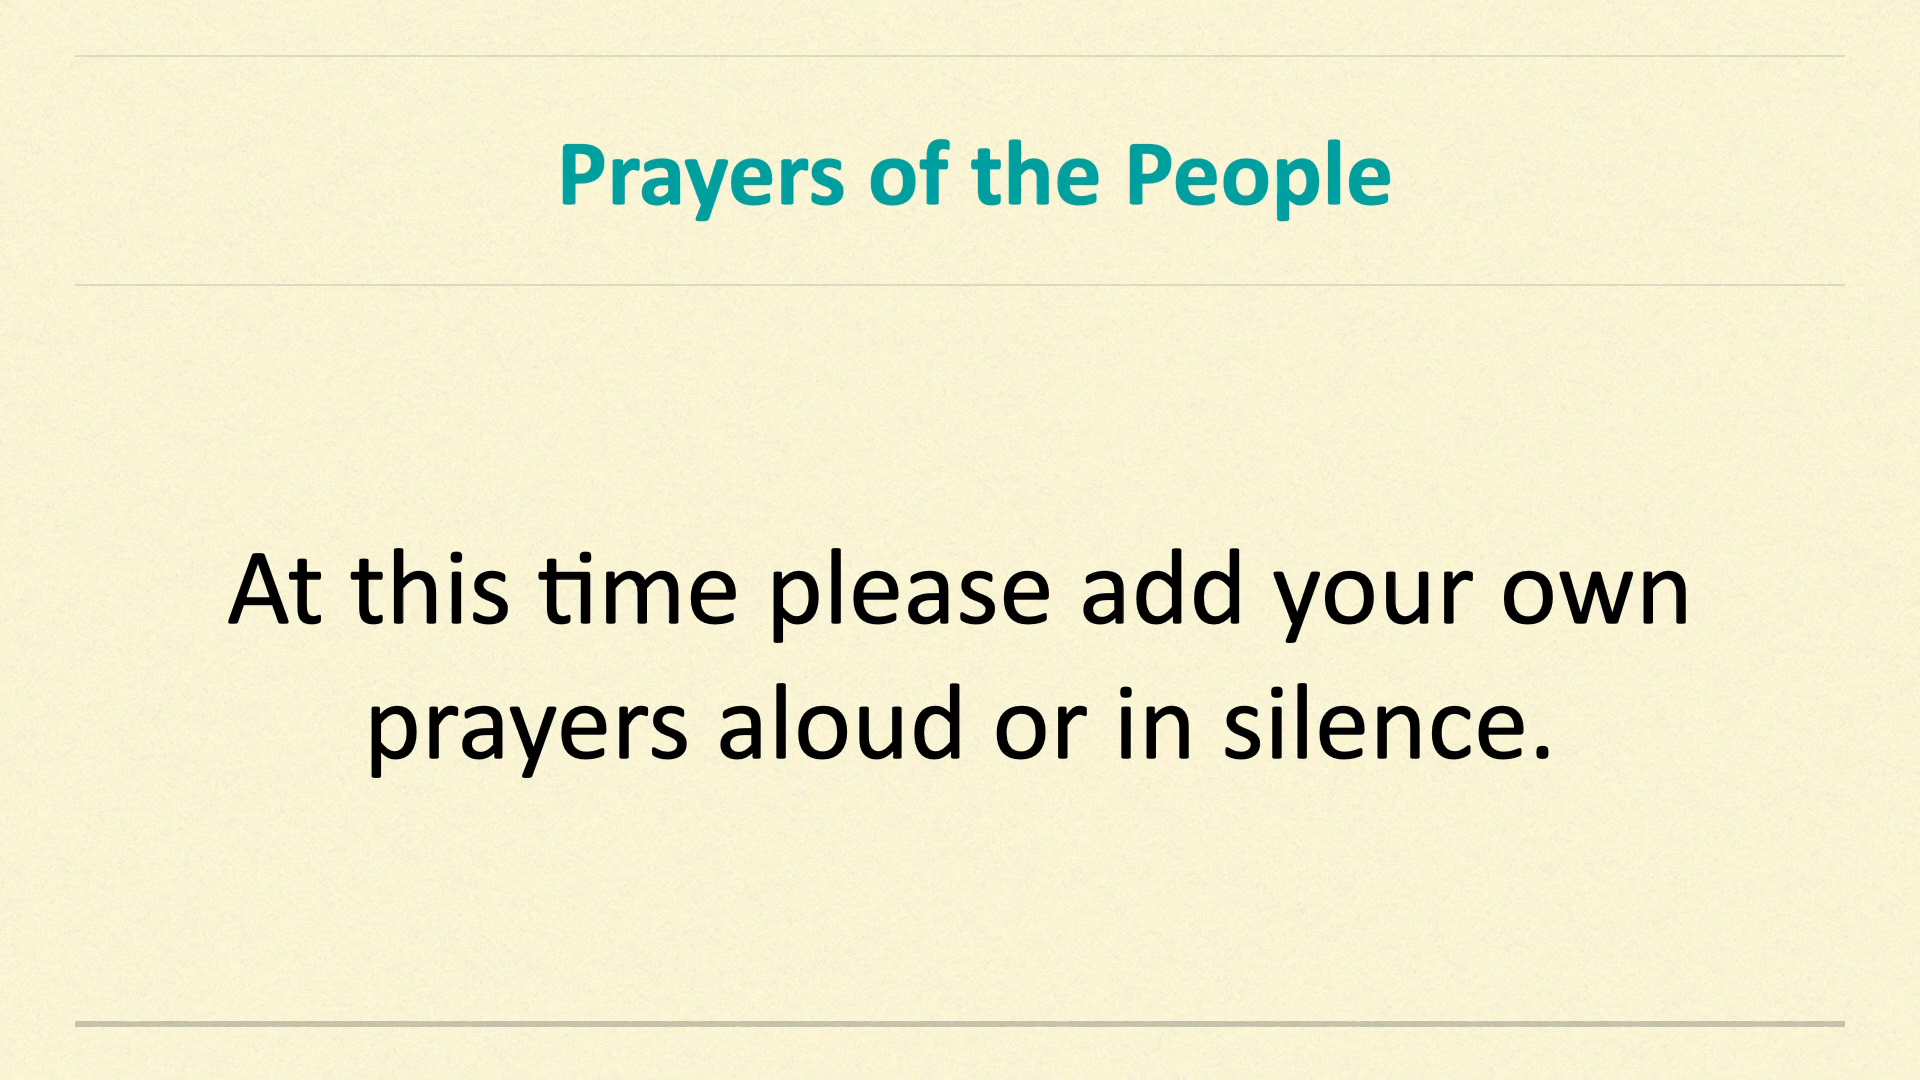 Prayers of the People
At this time please add your own
prayers aloud or in silence.